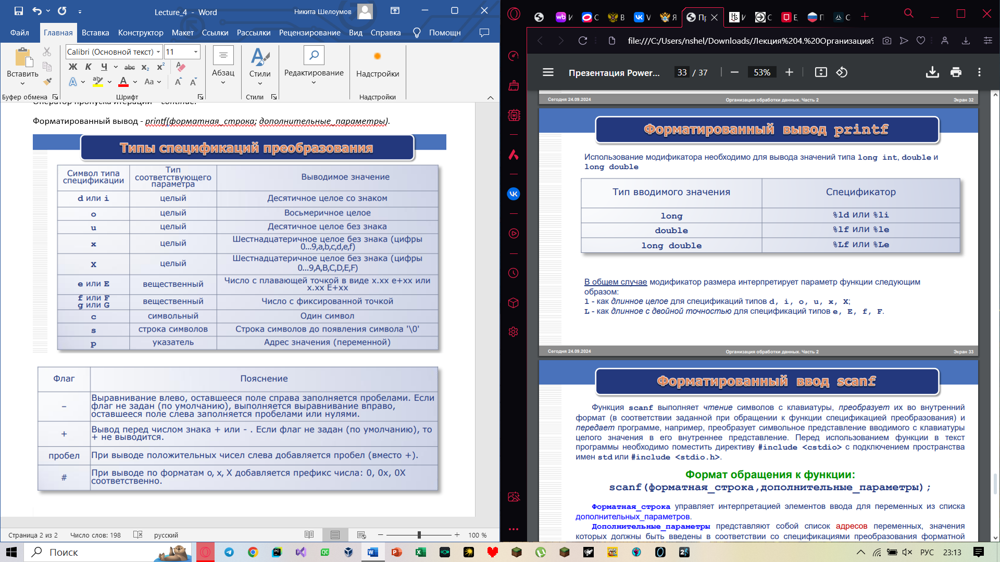 Lecture_4 - Word
Никита Шелоумов
Файл Главная Вставка Конструктор Макет Ссылки Рассылки Рецензирование Вид Справка Помощн
Вставить
Буфер обмена
Calibri (Основной текст) 11
Ж К Ч abc x₂ x²
Aa
Шрифт
Абзац
Стили
Стили
Редактирование
Надстройки
Надстройки
Оператор пропуска итерации - continue.
Форматированный вывод - printf(форматная_строка; дополнительные_параметры).
Типы спецификаций преобразования
Символ типа спецификации
Тип соответствующего параметра
Выводимое значение
d или i целый Десятичное целое со знаком
o целый Восьмеричное целое
u целый Десятичное целое без знака
x целый Шестнадцатеричное целое без знака (цифры 0...9,a,b,c,d,e,f)
X целый Шестнадцатеричное целое без знака (цифры 0...9,A,B,C,D,E,F)
e или E вещественный Число с плавающей точкой в виде x.xx e+xx или x.xx E+xx
f или F
g или G вещественный Число с фиксированной точкой
c символьный Один символ
s строка символов Строка символов до появления символа '\0'
p указатель Адрес значения (переменной)
Флаг Пояснение
– Выравнивание влево, оставшееся поле справа заполняется пробелами. Если
флаг не задан (по умолчанию), выполняется выравнивание вправо,
оставшееся поле слева заполняется пробелами или нулями.
+ Вывод перед числом знака + или - . Если флаг не задан (по умолчанию), то
+ не выводится.
пробел При выводе положительных чисел слева добавляется пробел (вместо +).
# При выводе по форматам o, x, X добавляется префикс числа: 0, 0x, 0X
соответственно.
Страница 2 из 2 Число слов: 198 русский 100 %
И С В V Я Пр И С Е, П С
file:///C:/Users/nshel/Downloads/Лекция%204.%20Организация%
Презентация Power... 33 / 37 53%
Сегодня 24.09.2024 Организация обработки данных. Часть 2 Экран 32
Форматированный вывод printf
Использование модификатора необходимо для вывода значений типа long int, double и
long double
Тип вводимого значения Спецификатор
long %ld или %li
double %lf или %le
long double %Lf или %Le
В общем случае модификатор размера интерпретирует параметр функции следующим
образом:
l - как длинное целое для спецификаций типов d, i, o, u, x, X;
L - как длинное с двойной точностью для спецификаций типов e, E, f, F.
Сегодня 24.09.2024 Организация обработки данных. Часть 2 Экран 33
Форматированный ввод scanf
Функция scanf выполняет чтение символов с клавиатуры, преобразует их во внутренний
формат (в соответствии заданной при обращении к функции спецификацией преобразования) и
передает программе, например, преобразует символьное представление вводимого с клавиатуры
целого значения в его внутреннее представление. Перед использованием функции в текст
программы необходимо поместить директиву #include <cstdio> с подключением пространства
имен std или #include <stdio.h>.
Формат обращения к функции:
scanf(форматная_строка,дополнительные_параметры);
Форматная_строка управляет интерпретацией элементов ввода для переменных из списка
дополнительных_параметров.
Дополнительные_параметры представляют собой список адресов переменных, значения
которых должны быть введены в соответствии со спецификациями преобразования форматной
Поиск
РУС 23:13